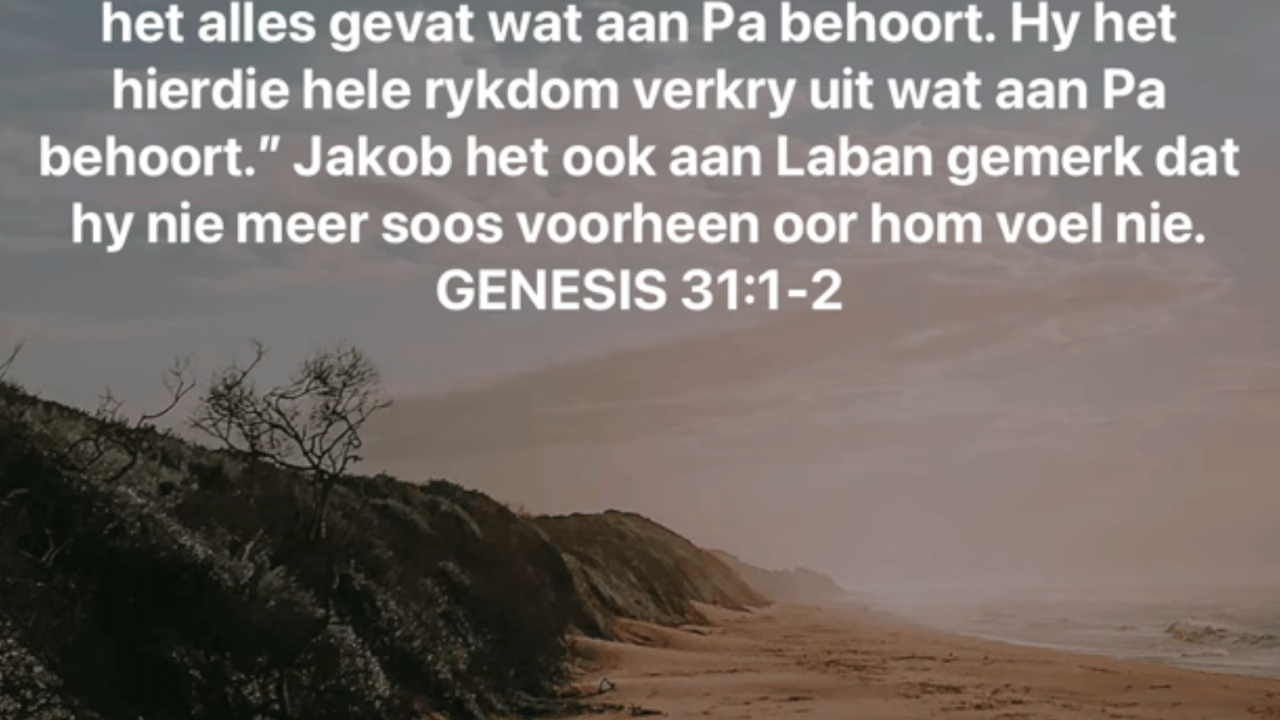 het alles gevat wat aan Pa behoort. Hy het
hierdie hele rykdom verkry uit wat aan Pa
behoort.” Jakob het ook aan Laban gemerk dat
hy nie meer soos voorheen oor hom voel nie.
GENESIS 31:1-2